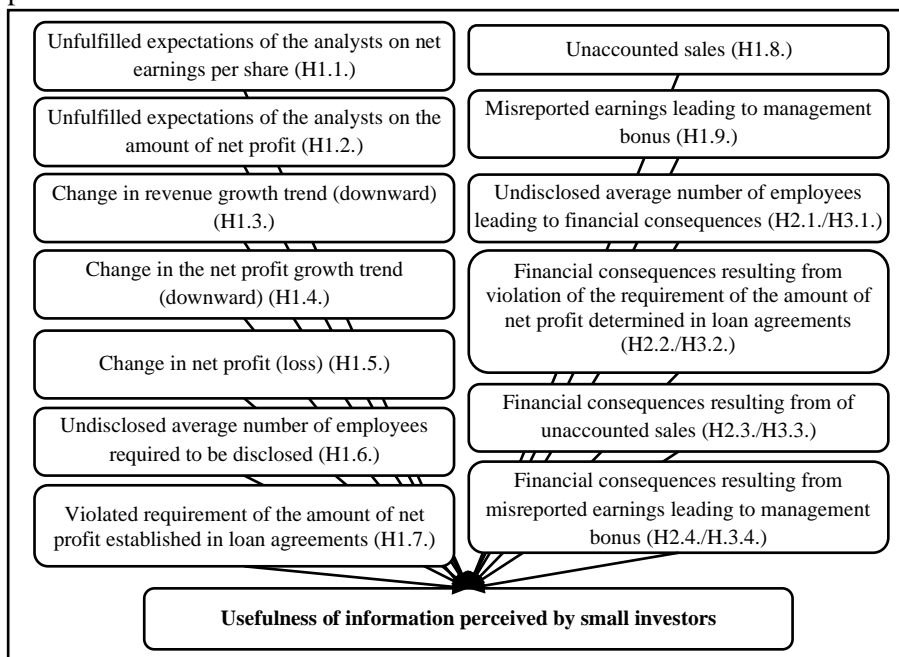 Unfulfilled expectations of the analysts on net
earnings per share (H1.1.)
Unfulfilled expectations of the analysts on the
amount of net profit (H1.2.)
Change in revenue growth trend (downward)
(H1.3.)
Change in the net profit growth trend
(downward) (H1.4.)
Change in net profit (loss) (H1.5.)
Undisclosed average number of employees
required to be disclosed (H1.6.)
Violated requirement of the amount of net
profit established in loan agreements (H1.7.)
Unaccounted sales (H1.8.)
Misreported earnings leading to management
bonus (H1.9.)
Undisclosed average number of employees
leading to financial consequences (H2.1./H3.1.)
Financial consequences resulting from
violation of the requirement of the amount of
net profit determined in loan agreements
(H2.2./H3.2.)
Financial consequences resulting from of
unaccounted sales (H2.3./H3.3.)
Financial consequences resulting from
misreported earnings leading to management
bonus (H2.4./H.3.4.)
Usefulness of information perceived by small investors